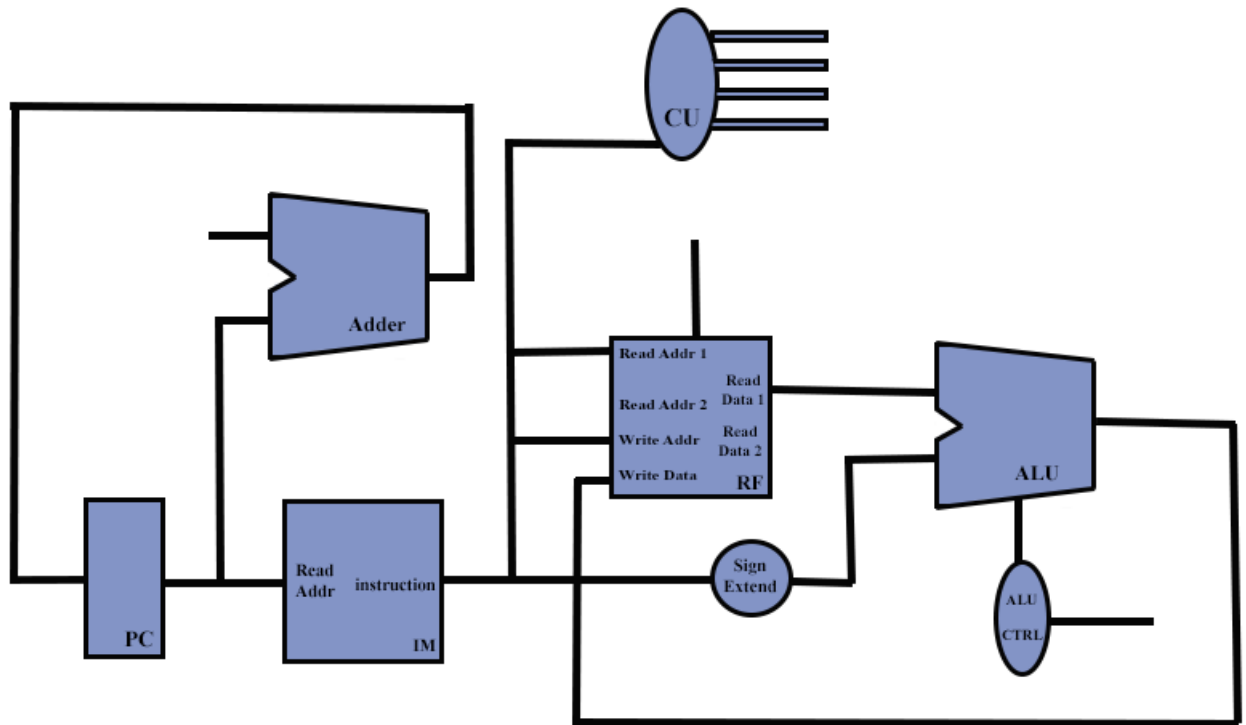 CU
Adder
Read Addr 1
Read
Data 1
Read Addr 2
Write Addr
Read
Data 2
Write Data
RF
ALU
Read
Addr
instruction
IM
PC
Sign
Extend
ALU
CTRL